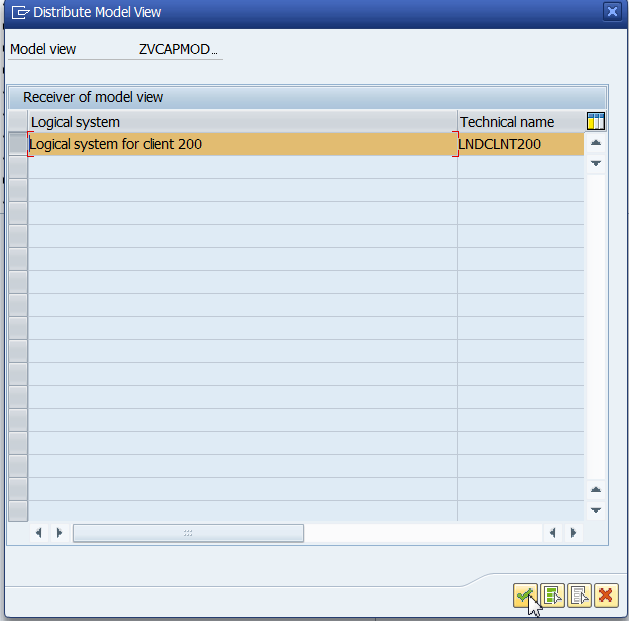 Distribute Model View
Model view ZVCAPMOD...
Receiver of model view
Logical system Technical name
Logical system for client 200 LNDCLNT200